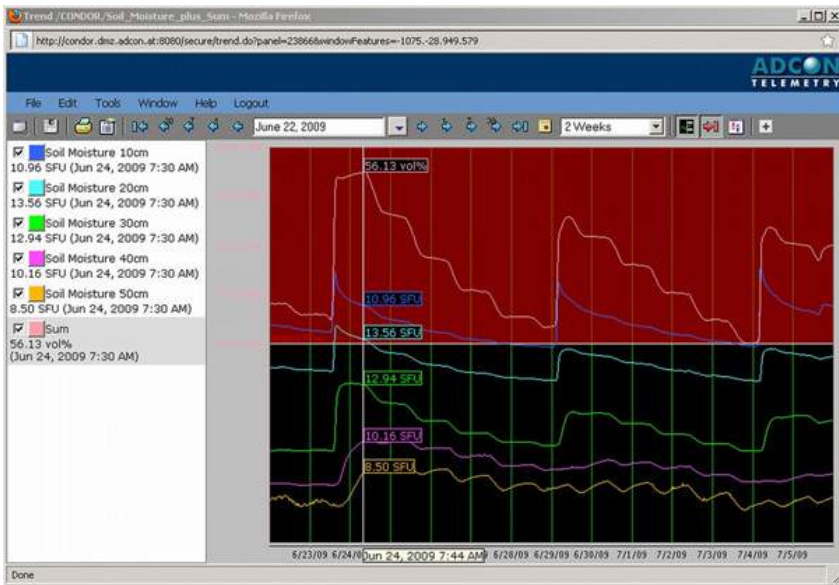 Trend /CONDOR/Soil_Moisture_plus_Sum - Mozilla Firefox
http://condor.dmz.adcon.at:8080/secure/trend.do?panel=23866&windowFeatures=-1075.-28.949.579
ADCON
TELEMETRY
File Edit Tools Window Help Logout
June 22, 2009
2 Weeks
Soil Moisture 10cm
10.96 SFU (Jun 24, 2009 7:30 AM)
Soil Moisture 20cm
13.56 SFU (Jun 24, 2009 7:30 AM)
Soil Moisture 30cm
12.94 SFU (Jun 24, 2009 7:30 AM)
Soil Moisture 40cm
10.16 SFU (Jun 24, 2009 7:30 AM)
Soil Moisture 50cm
8.50 SFU (Jun 24, 2009 7:30 AM)
Sum
56.13 vol%
(Jun 24, 2009 7:30 AM)
56.13 vol%
10.96 SFU
13.56 SFU
12.94 SFU
10.16 SFU
8.50 SFU
6/23/09 6/24/0 Jun 24, 2009 7:44 AM 6/28/09 6/29/09 6/30/09 7/1/09 7/2/09 7/3/09 7/4/09 7/5/09
Done